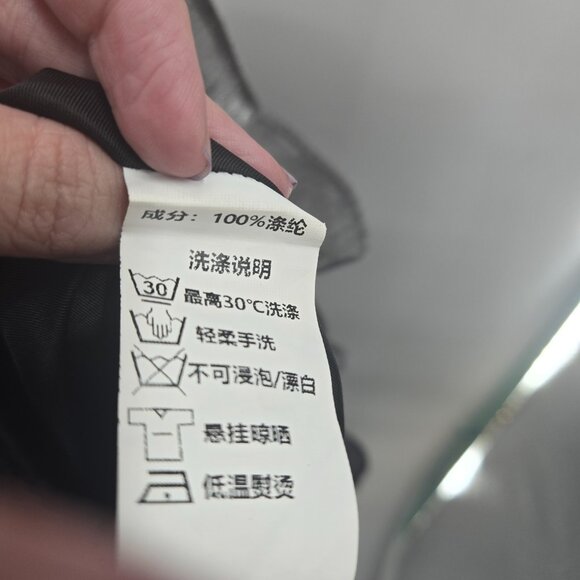 成分：100%涤纶
洗涤说明
30 最高30℃洗涤
轻柔手洗
不可浸泡/漂白
悬挂晾晒
低温熨烫